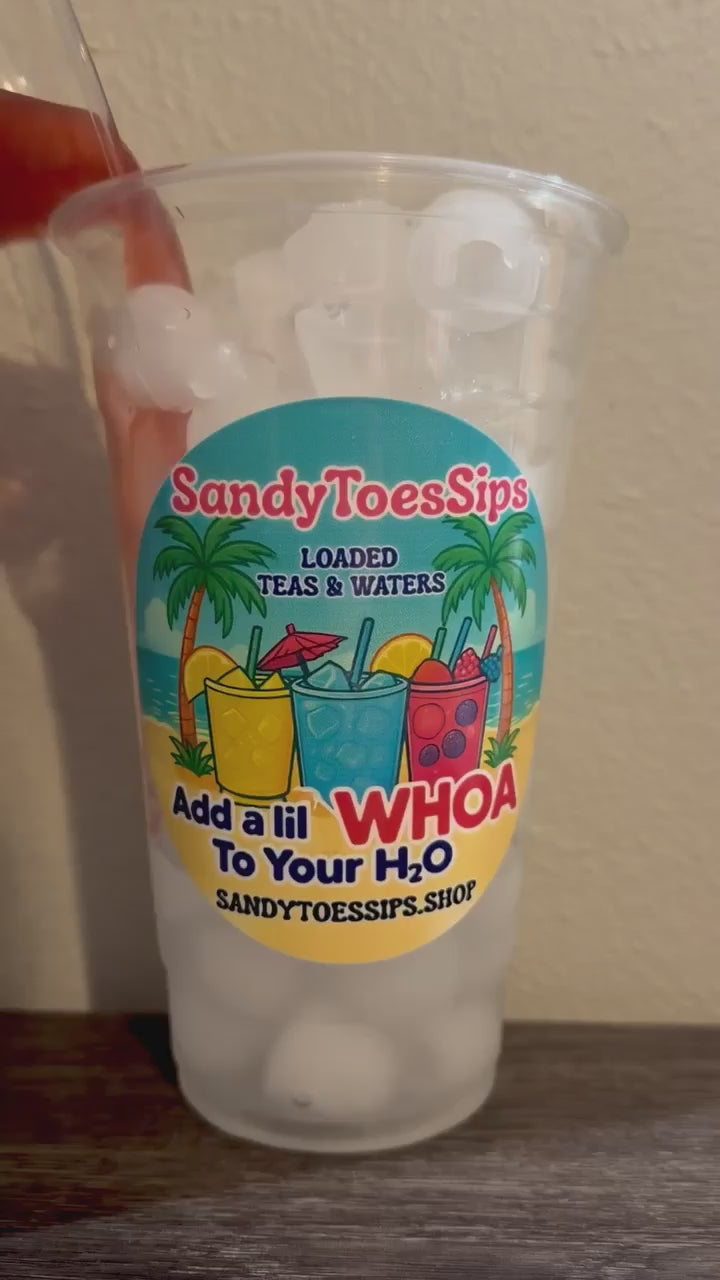 SandyToesSips
LOADED
TEAS & WATERS
Add a lil WHOA
To Your H₂O
SANDYTOESSIPS.SHOP